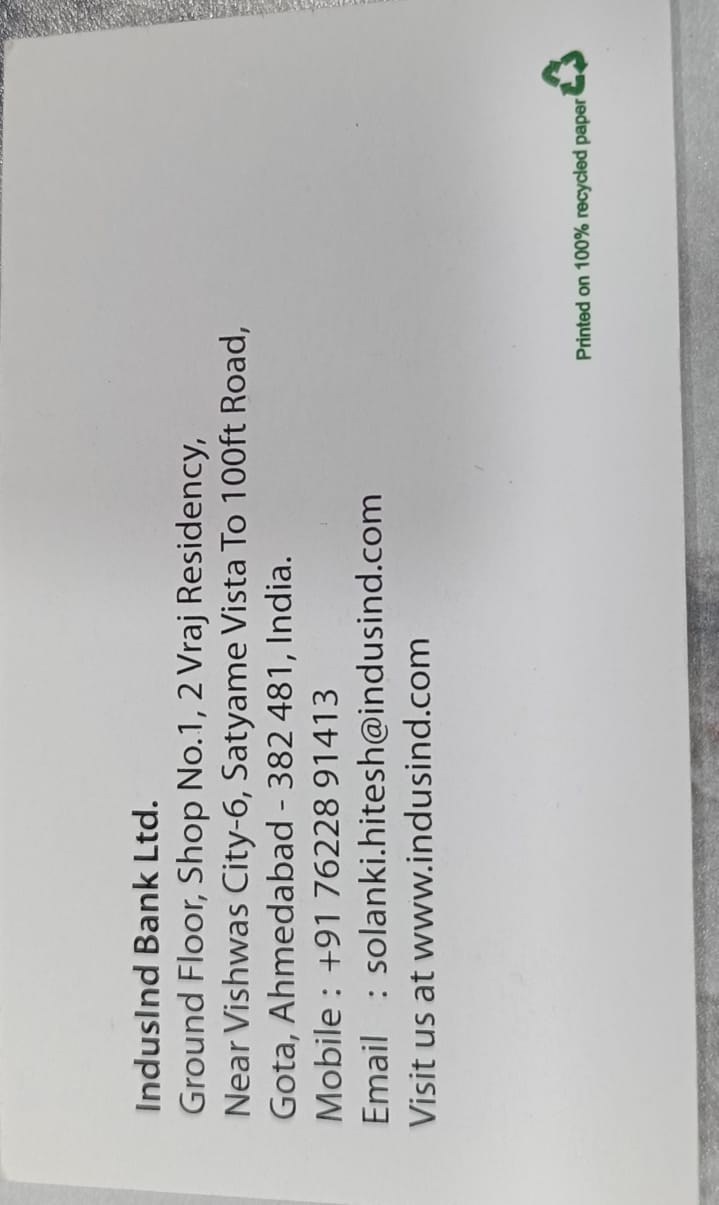 IndusInd Bank Ltd.
Ground Floor, Shop No.1, 2 Vraj Residency,
Near Vishwas City-6, Satyame Vista To 100ft Road,
Gota, Ahmedabad - 382 481, India.
Mobile : +91 76228 91413
Email : solanki.hitesh@indusind.com
Visit us at www.indusind.com
Printed on 100% recycled paper